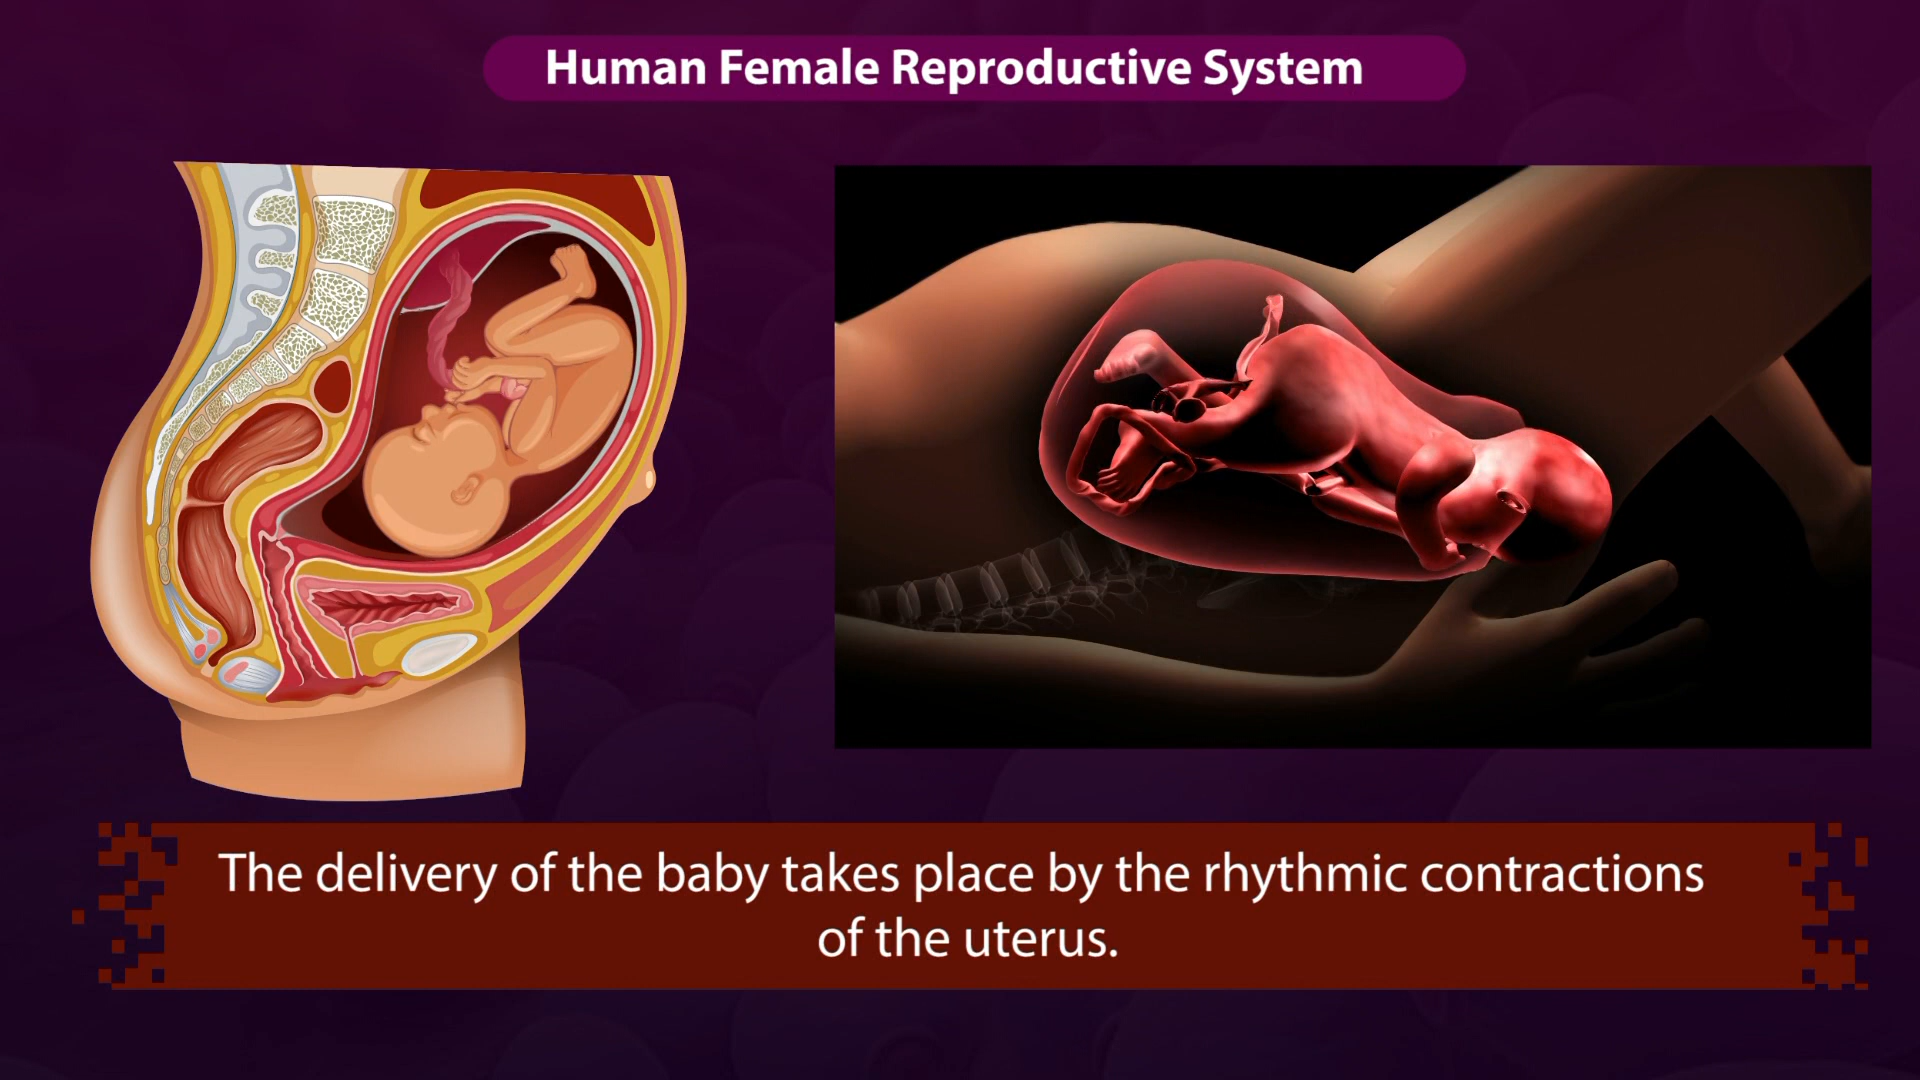 Human Female Reproductive System
The delivery of the baby takes place by the rhythmic contractions
of the uterus.